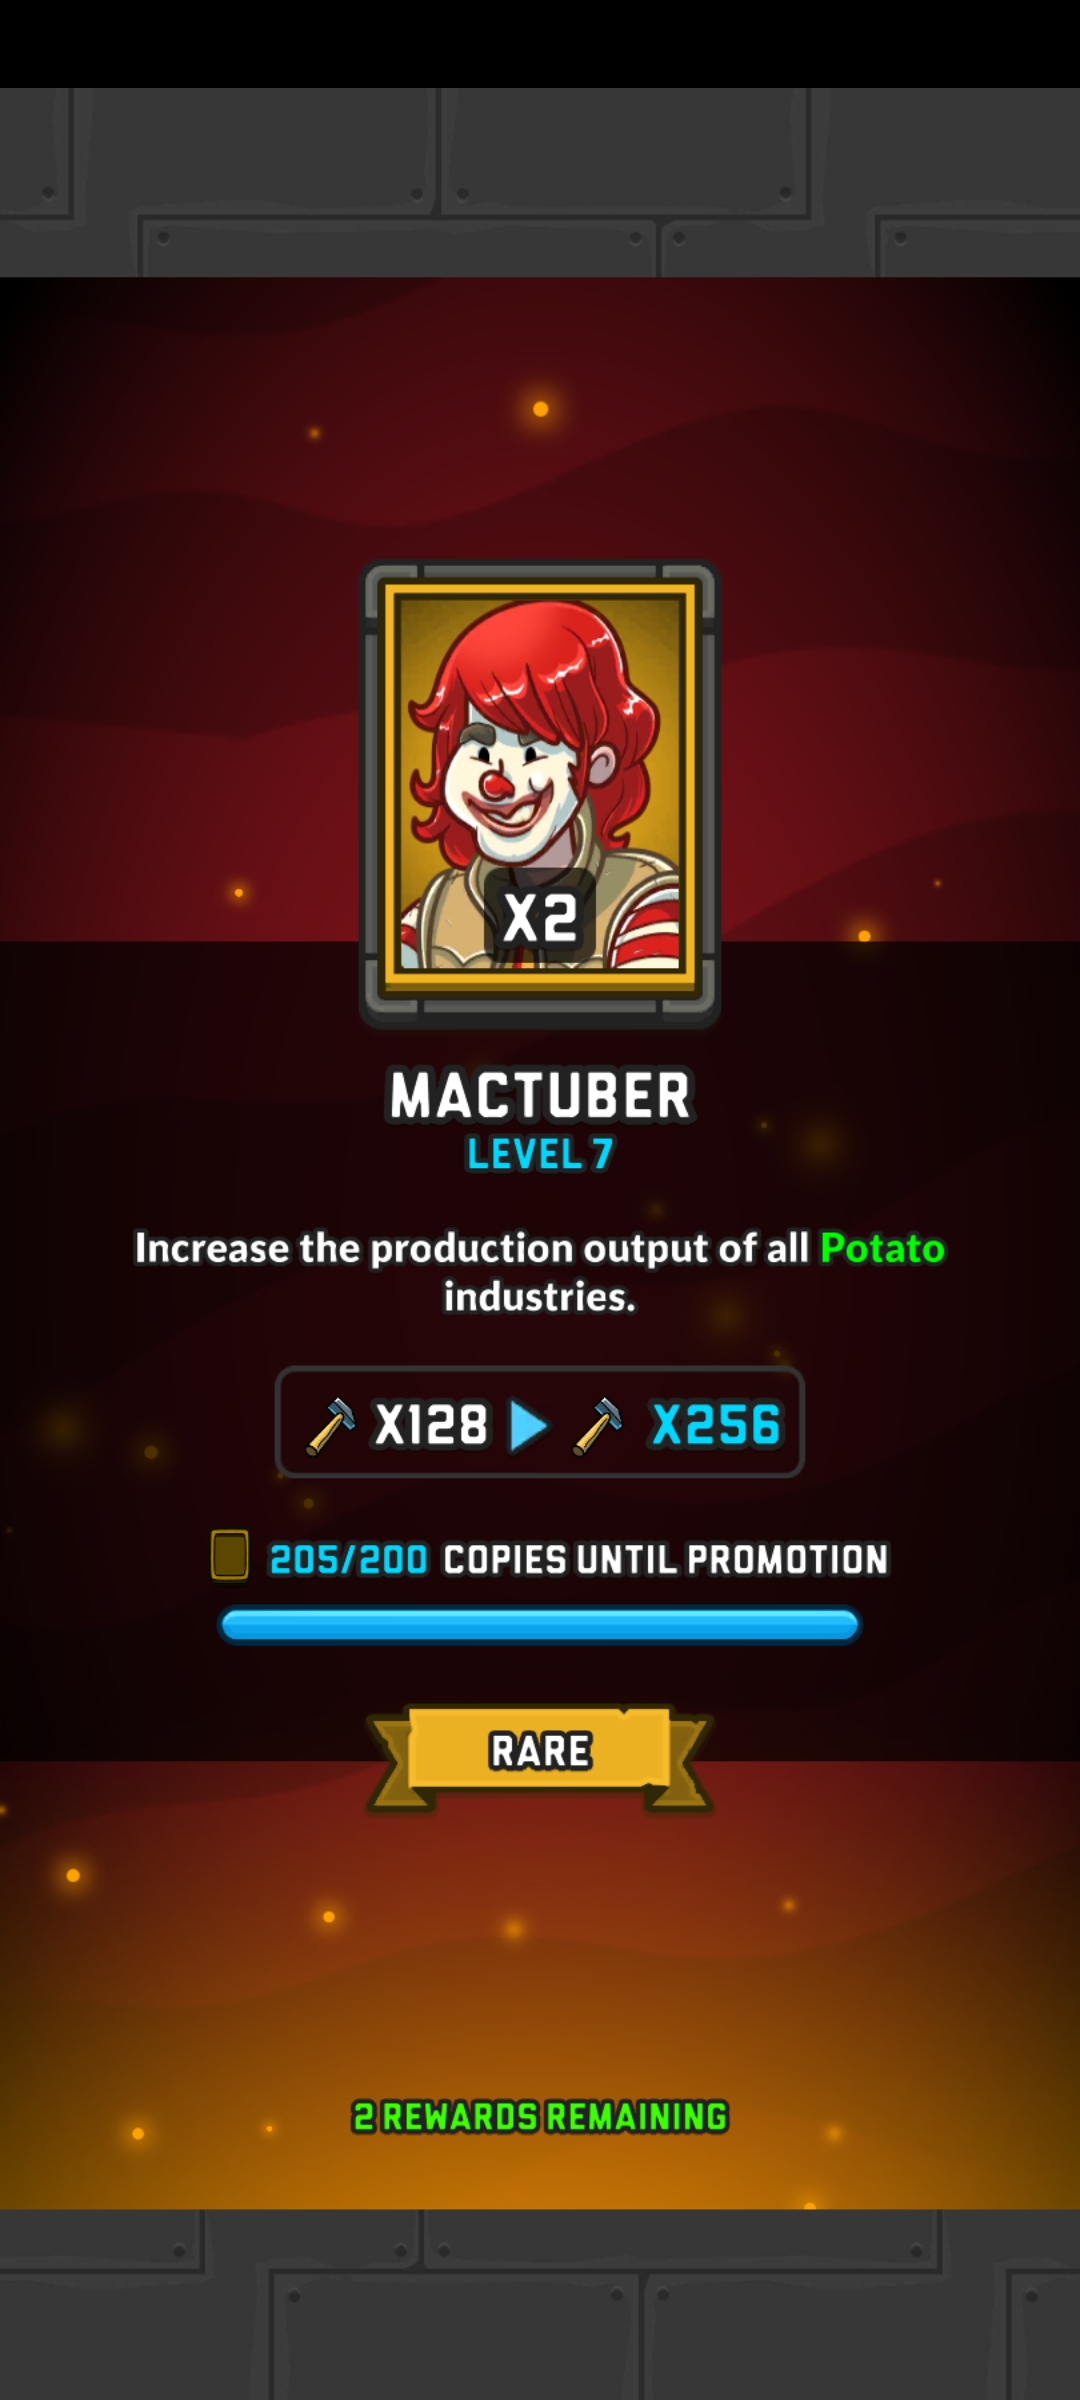 X2
MACTUBER
LEVEL 7
Increase the production output of all Potato
industries.
X128 X256
205/200 COPIES UNTIL PROMOTION
RARE
2 REWARDS REMAINING